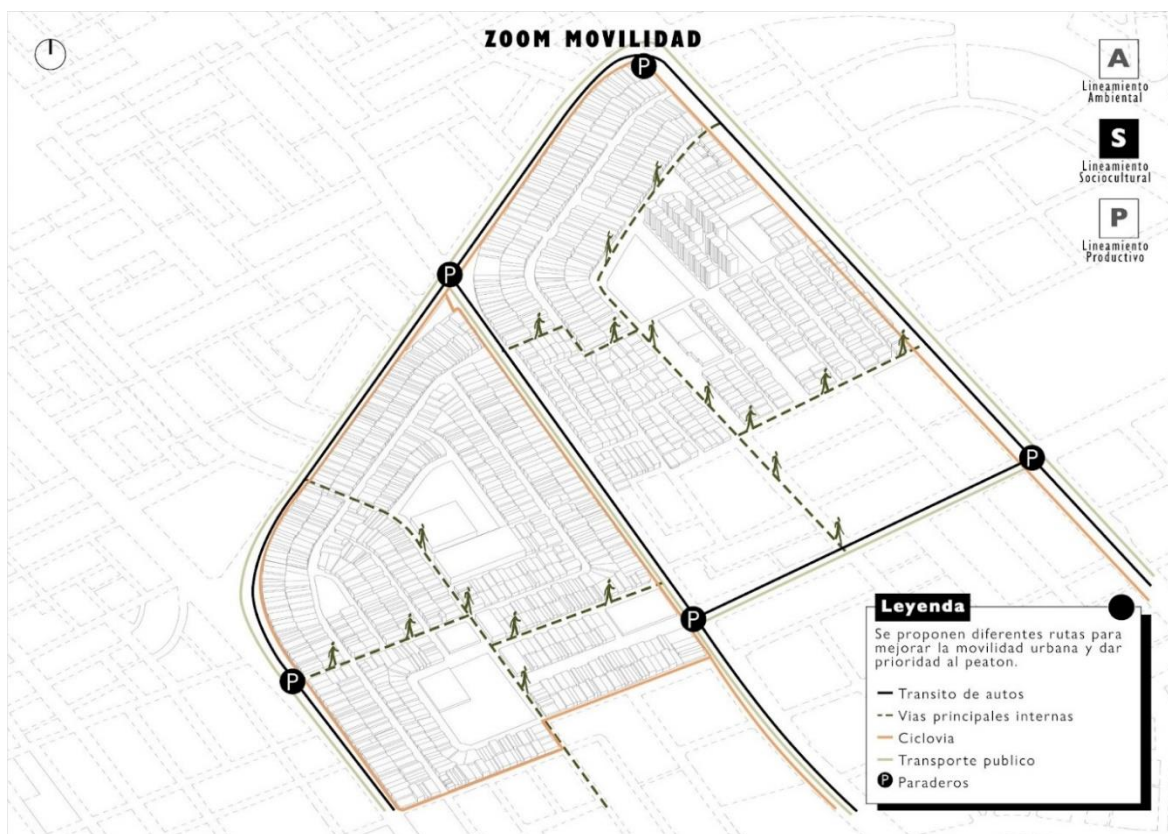 ZOOM MOVILIDAD
A
Lineamiento
Ambiental
S
Lineamiento
Sociocultural
P
Lineamiento
Productivo
P
P
P
P
P
Leyenda
Se proponen diferentes rutas para
mejorar la movilidad urbana y dar
prioridad al peaton.
Transito de autos
Vias principales internas
Ciclovia
Transporte publico
P Paraderos